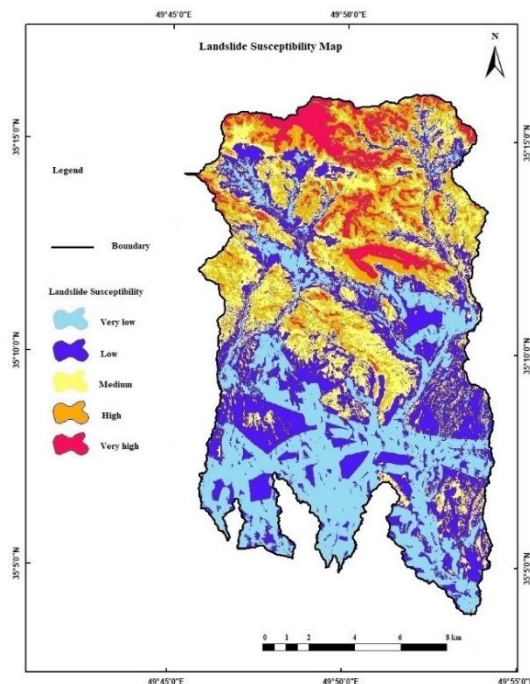 49°45'0"E 49°50'0"E
Landslide Susceptibility Map
N
35°15'0"N 35°15'0"N
Legend
Boundary
Landslide Susceptibility
Very low
Low
35°10'0"N 35°10'0"N
Medium
High
Very high
35°5'0"N 35°5'0"N
0 1 2 4 6 8 km
49°45'0"E 49°50'0"E 49°55'0"E